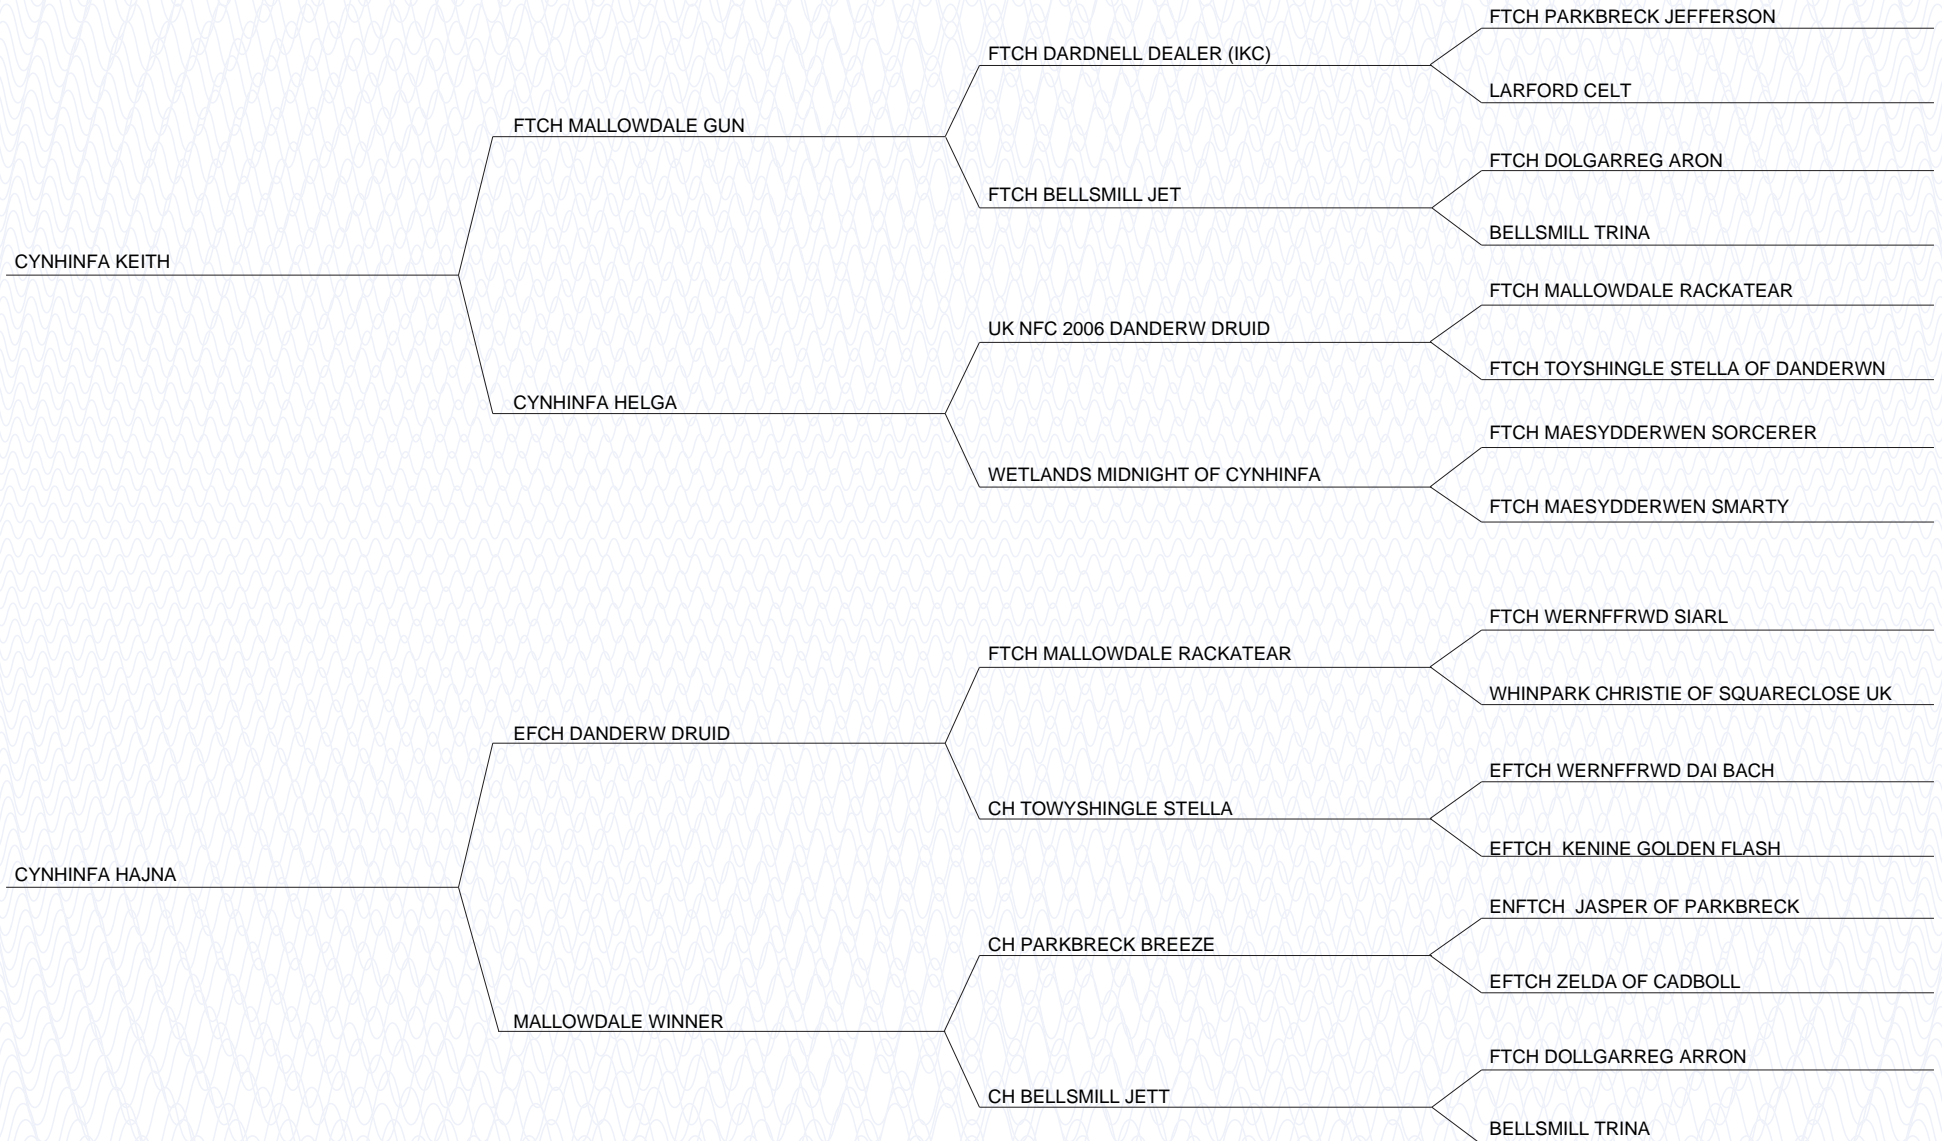 CYNHINFA KEITH
FTCH MALLOWDALE GUN
CYNHINFA HELGA
FTCH DARDNELL DEALER (IKC)
FTCH BELLSMILL JET
UK NFC 2006 DANDERW DRUID
WETLANDS MIDNIGHT OF CYNHINFA
FTCH PARKBRECK JEFFERSON
LARFORD CELT
FTCH DOLGARREG ARON
BELLSMILL TRINA
FTCH MALLOWDALE RACKATEAR
FTCH TOYSHINGLE STELLA OF DANDERWN
FTCH MAESYDDERWEN SORCERER
FTCH MAESYDDERWEN SMARTY
CYNHINFA HAJNA
EFCH DANDERW DRUID
MALLOWDALE WINNER
FTCH MALLOWDALE RACKATEAR
CH TOWYSHINGLE STELLA
CH PARKBRECK BREEZE
CH BELLSMILL JETT
FTCH WERNFFRWD SIARL
WHINPARK CHRISTIE OF SQUARECLOSE UK
EFTCH WERNFFRWD DAI BACH
EFTCH  KENINE GOLDEN FLASH
ENFTCH  JASPER OF PARKBRECK
EFTCH ZELDA OF CADBOLL
FTCH DOLLGARREG ARRON
BELLSMILL TRINA